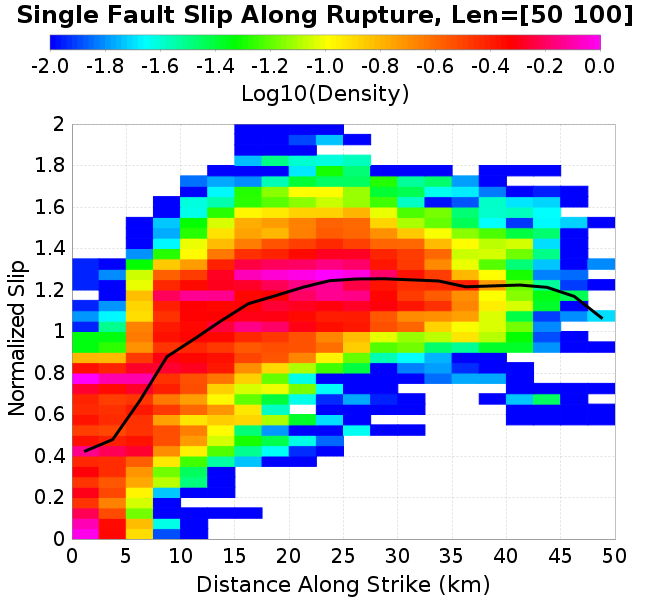 Single Fault Slip Along Rupture, Len=[50 100]
-2.0 -1.8 -1.6 -1.4 -1.2 -1.0 -0.8 -0.6 -0.4 -0.2 0.0
Log10(Density)
2
1.8
1.6
1.4
1.2
1
0.8
0.6
0.4
0.2
0
Normalized Slip
0 5 10 15 20 25 30 35 40 45 50
Distance Along Strike (km)